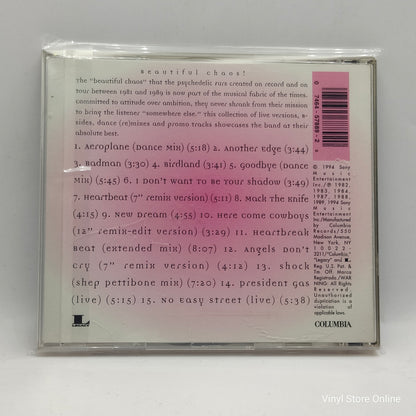 beautiful chaos!
The "beautiful chaos" that the psychedelic furs created on record and on
tour between 1981 and 1989 is now part of the musical fabric of the times.
committed to attitude over ambition, they never shrank from their mission
to bring the listener "somewhere else." This collection of live versions, b-
sides, dance (re)mixes and promo tracks showcases the band at their
absolute best.
1. Aeroplane (Dance Mix) (5:18) 2. Another Edge (3:44)
3. Badman (3:30) 4. Birdland (3:41) 5. Goodbye (Dance
Mix) (3:45) 6. I Don't Want to Be Your Shadow (3:49)
7. Heartbeat (7" remix version) (5:11) 8. Mack the Knife
(4:15) 9. New Dream (4:55) 10. Here Come Cowboys
(12" remix-edit version) (3:29) 11. Heartbreak
Beat (extended mix) (8:07) 12. Angels Don't
Cry (7" remix version) (4:12) 13. Shock
(shep pettibone mix) (7:20) 14. President Gas
(live) (5:15) 15. No Easy Street (live) (5:38)
0 7464-57889-2
© 1994 Sony
Music
Entertainment
Inc./℗ 1982,
1983, 1984,
1987, 1988,
1989, 1994 Sony
Music
Entertainment
Inc./Manufactured
by Columbia
Records/550
Madison Avenue,
New York, NY
10022-
3211/"Columbia,"
"Legacy" and L
Reg. U.S. Pat. &
Tm. Off. Marca
Registrada./WAR
NING: All Rights
Reserved.
Unauthorized
duplication is a
violation of
applicable laws.
L
LEGACY
COLUMBIA
Vinyl Store Online